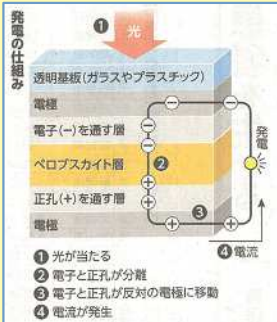 発電の仕組み
❶ 光
透明基板(ガラスやプラスチック)
電極
電子(−)を通す層
ペロブスカイト層
正孔(+)を通す層
電極
❷
❸
発電
❹ 電流
❶ 光が当たる
❷ 電子と正孔が分離
❸ 電子と正孔が反対の電極に移動
❹ 電流が発生